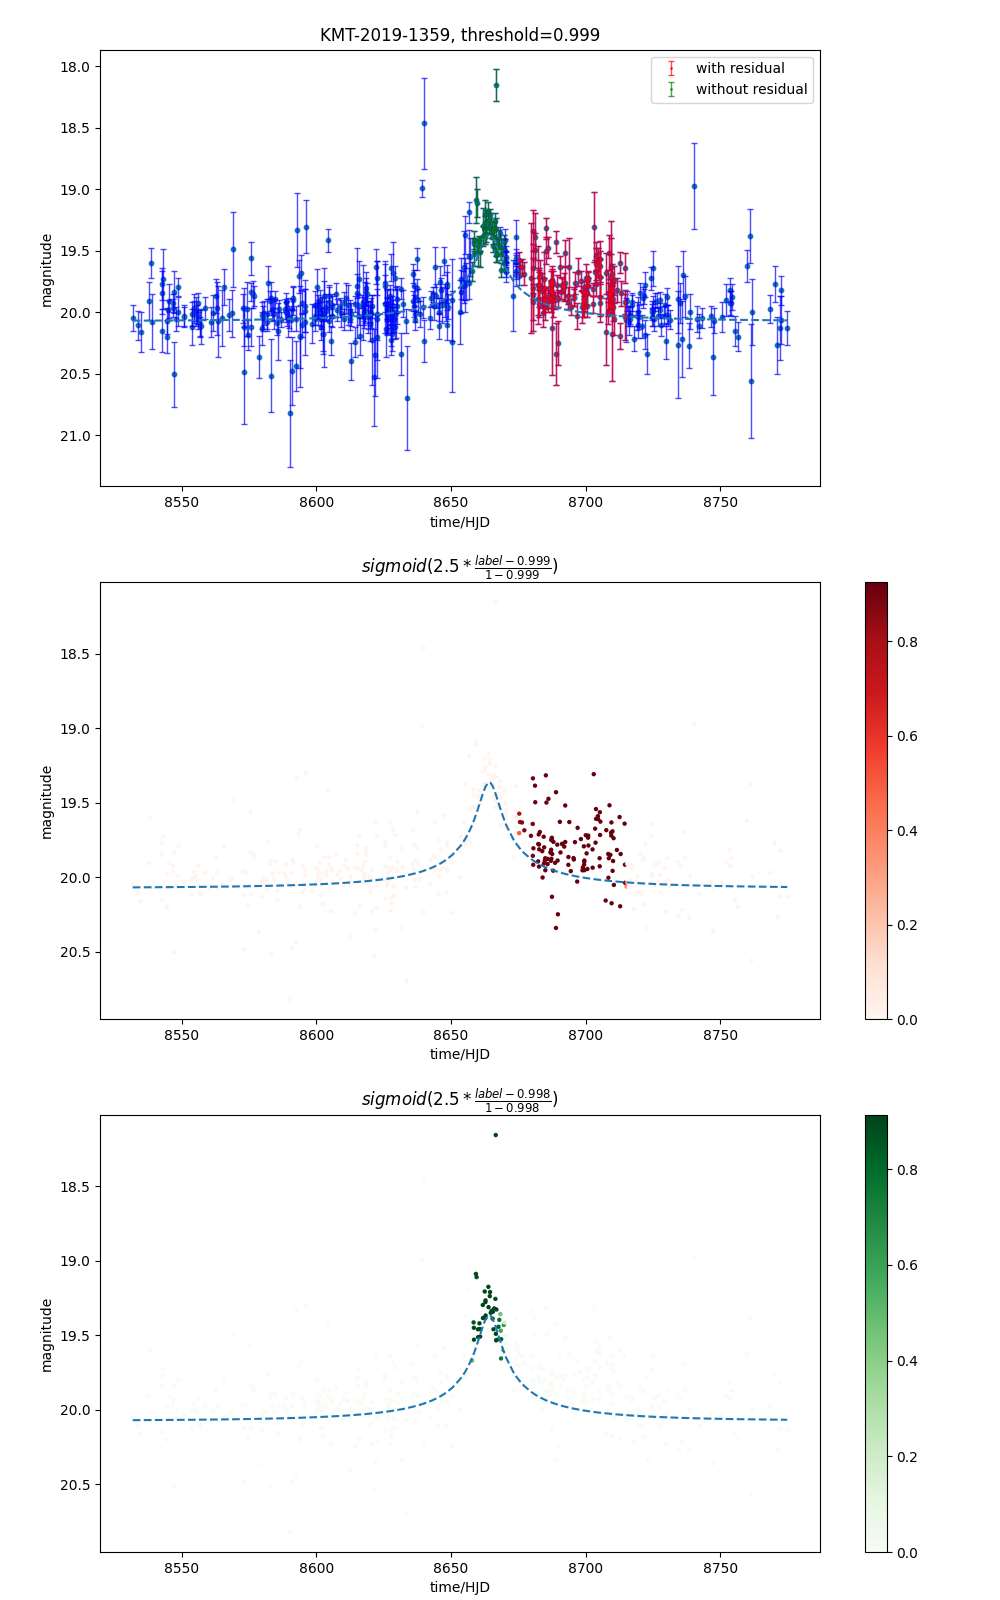 KMT-2019-1359, threshold=0.999
with residual
without residual
magnitude
18.0
18.5
19.0
19.5
20.0
20.5
21.0
8550 8600 8650 8700 8750
time/HJD
sigmoid(2.5 * \frac{label − 0.999}{1 − 0.999})
magnitude
18.5
19.0
19.5
20.0
20.5
8550 8600 8650 8700 8750
time/HJD
0.8
0.6
0.4
0.2
0.0
sigmoid(2.5 * \frac{label − 0.998}{1 − 0.998})
magnitude
18.5
19.0
19.5
20.0
20.5
8550 8600 8650 8700 8750
time/HJD
0.8
0.6
0.4
0.2
0.0